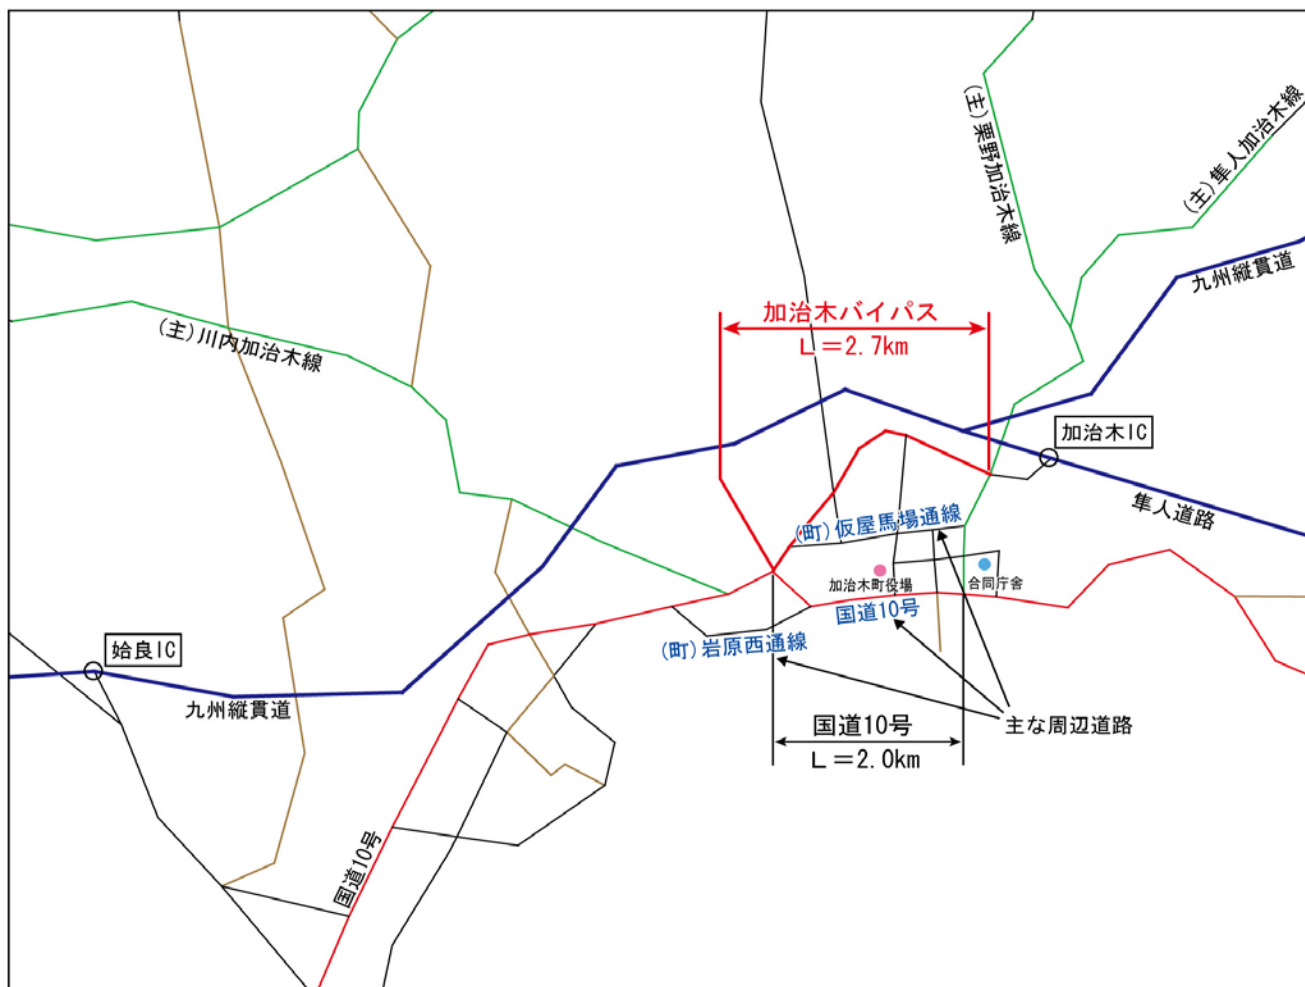 (主)栗野加治木線
(主)隼人加治木線
九州縦貫道
(主)川内加治木線
加治木バイパス
L＝2.7km
加治木IC
隼人道路
(町)仮屋馬場通線
加治木町役場
合同庁舎
国道10号
(町)岩原西通線
姶良IC
九州縦貫道
国道10号
L＝2.0km
主な周辺道路
国道10号